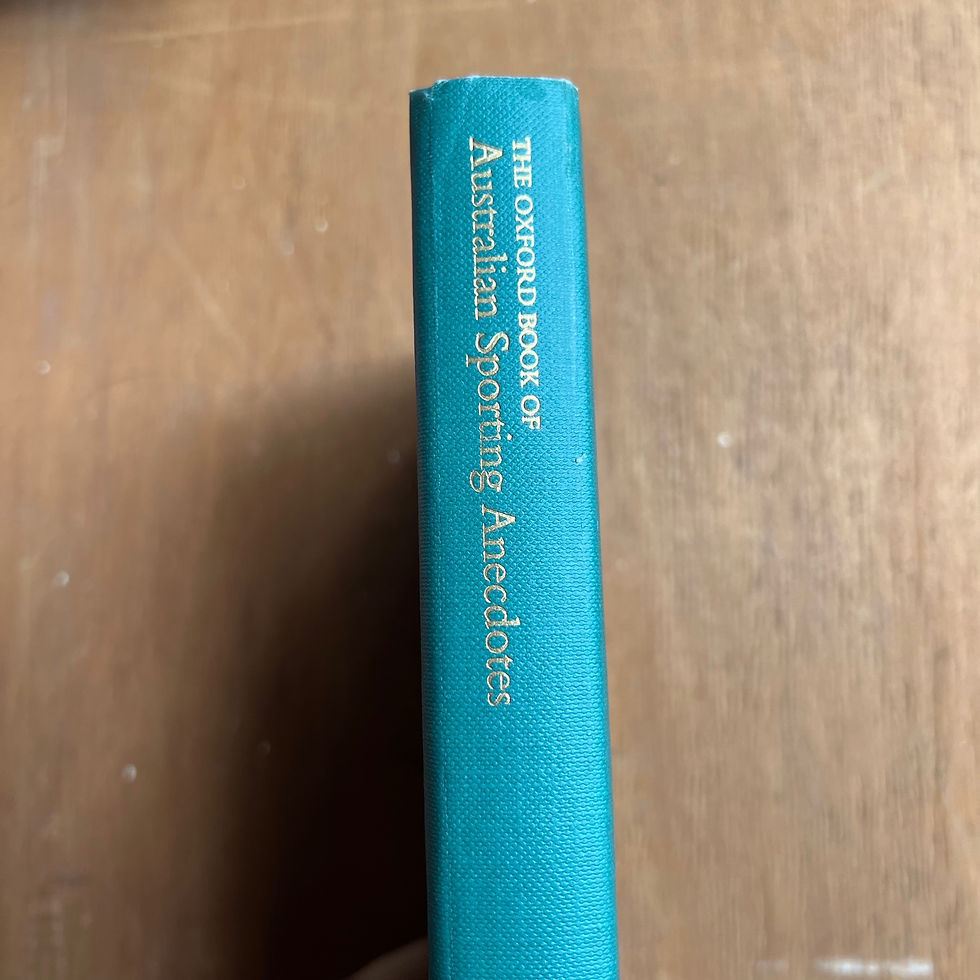 THE OXFORD BOOK OF
Australian Sporting Anecdotes